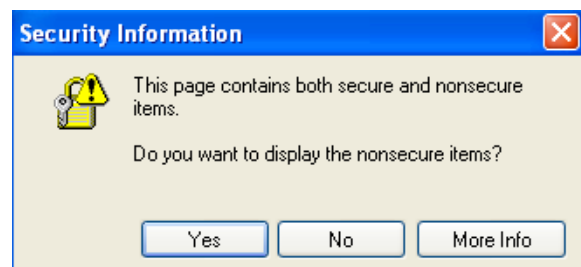 Security Information
This page contains both secure and nonsecure
items.
Do you want to display the nonsecure items?
Yes No More Info